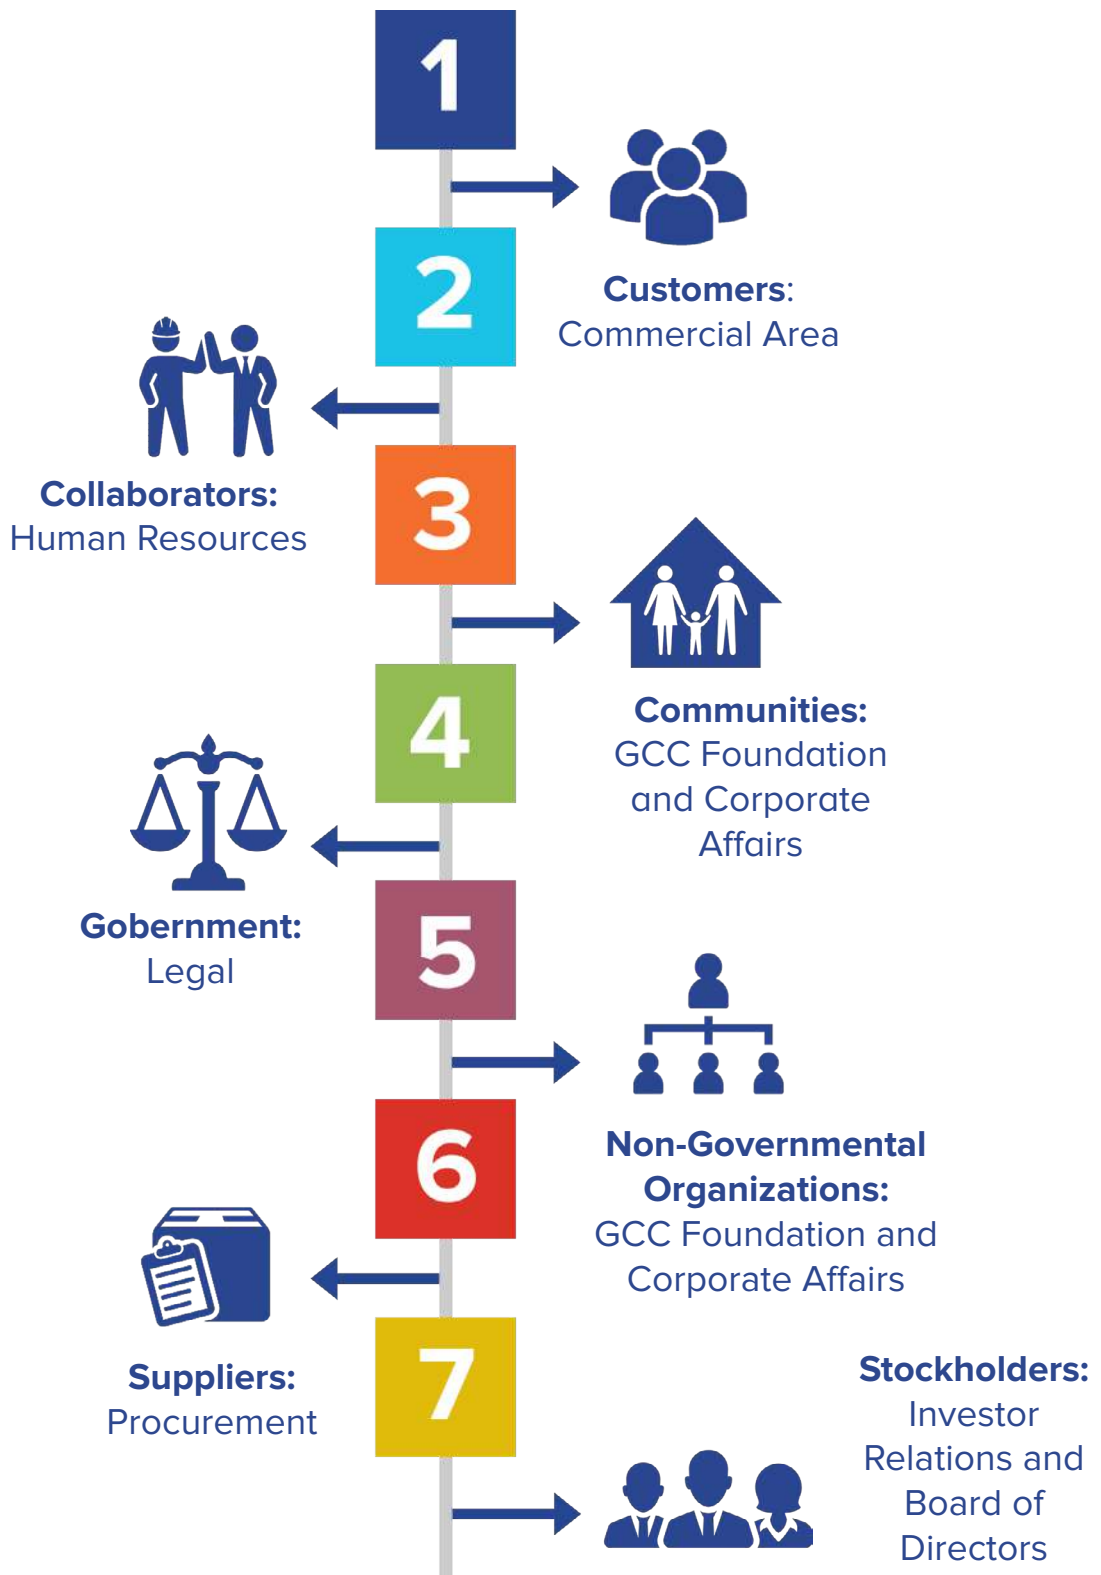 1
Customers:
Commercial Area
2
Collaborators:
Human Resources
3
Communities:
GCC Foundation
and Corporate
Affairs
4
Gobernment:
Legal
5
Non-Governmental
Organizations:
GCC Foundation and
Corporate Affairs
6
Suppliers:
Procurement
7
Stockholders:
Investor
Relations and
Board of
Directors